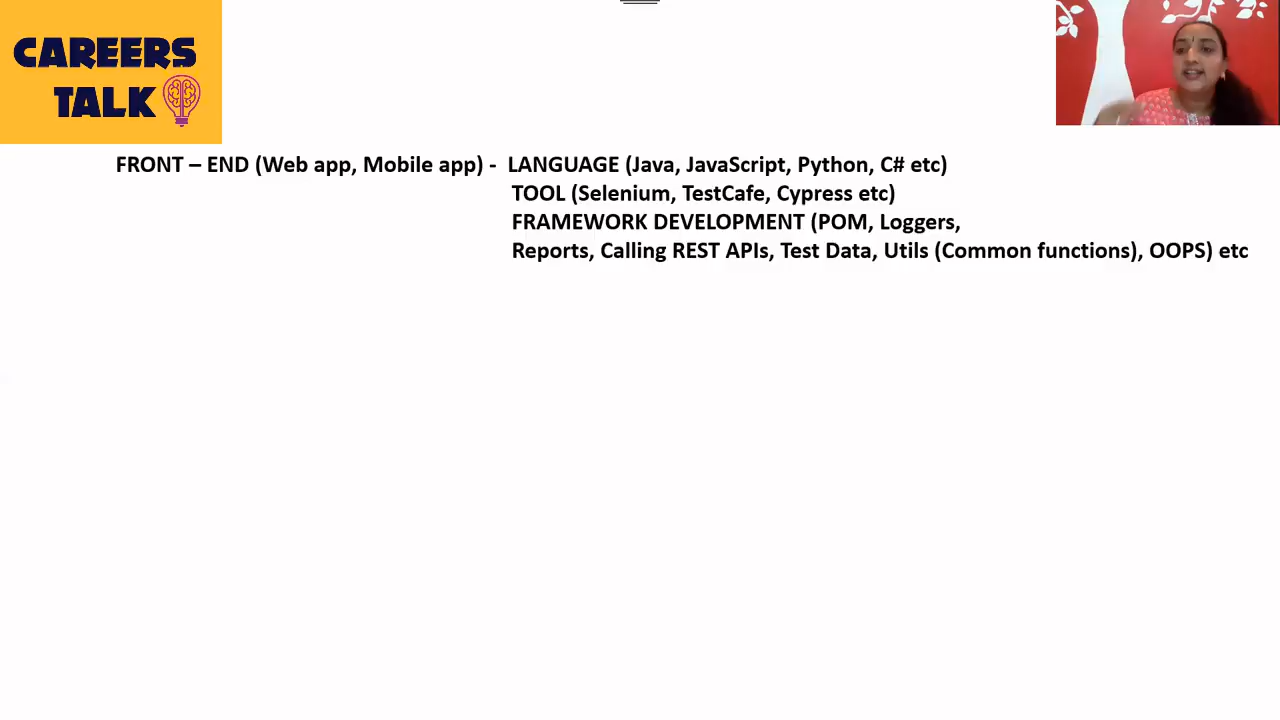 CAREERS
TALK
FRONT – END (Web app, Mobile app) - LANGUAGE (Java, JavaScript, Python, C# etc)
TOOL (Selenium, TestCafe, Cypress etc)
FRAMEWORK DEVELOPMENT (POM, Loggers,
Reports, Calling REST APIs, Test Data, Utils (Common functions), OOPS) etc